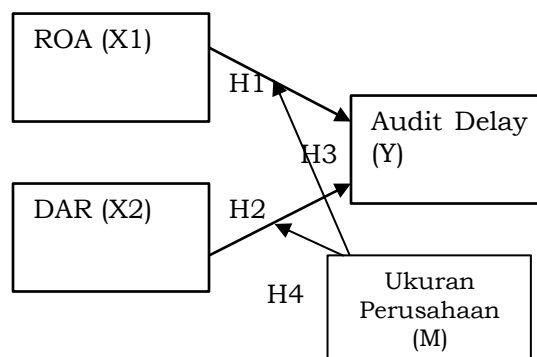 ROA (X1)
H1
Audit Delay
(Y)
H3
DAR (X2)
H2
H4
Ukuran
Perusahaan
(M)